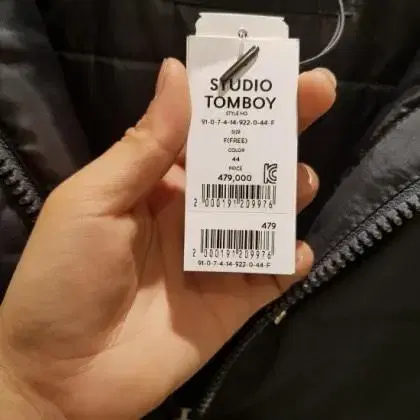 STUDIO
TOMBOY
STYLE NO
91-0-7-4-14-922-0-44-F
SIZE
F(FREE)
COLOR
44
PRICE
479,000
2 000191 209976
479
2 000191 209976
91-0-7-4-14-922-0-44-F